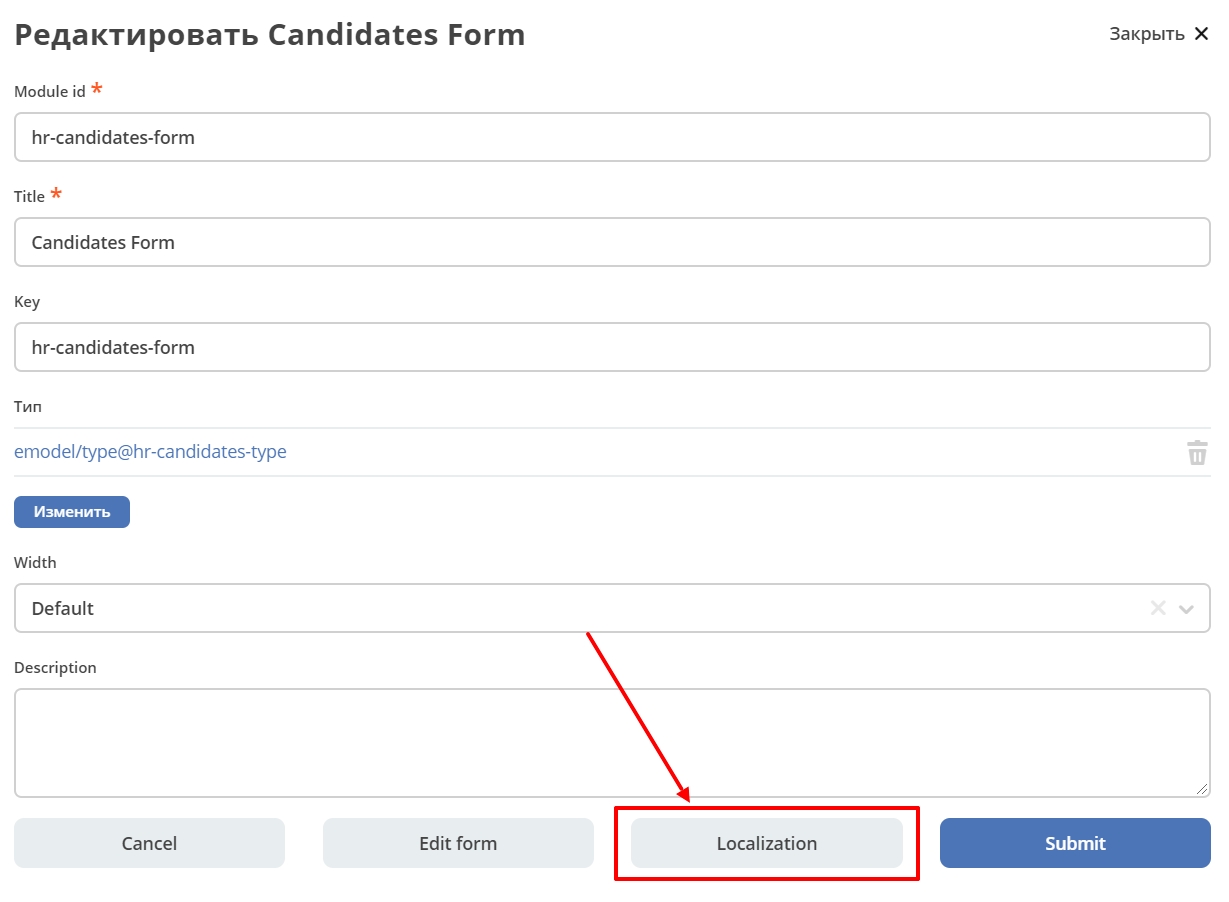 Редактировать Candidates Form
Закрыть
Module id *
hr-candidates-form
Title *
Candidates Form
Key
hr-candidates-form
Тип
emodel/type@hr-candidates-type
Изменить
Width
Default
Description
Cancel
Edit form
Localization
Submit